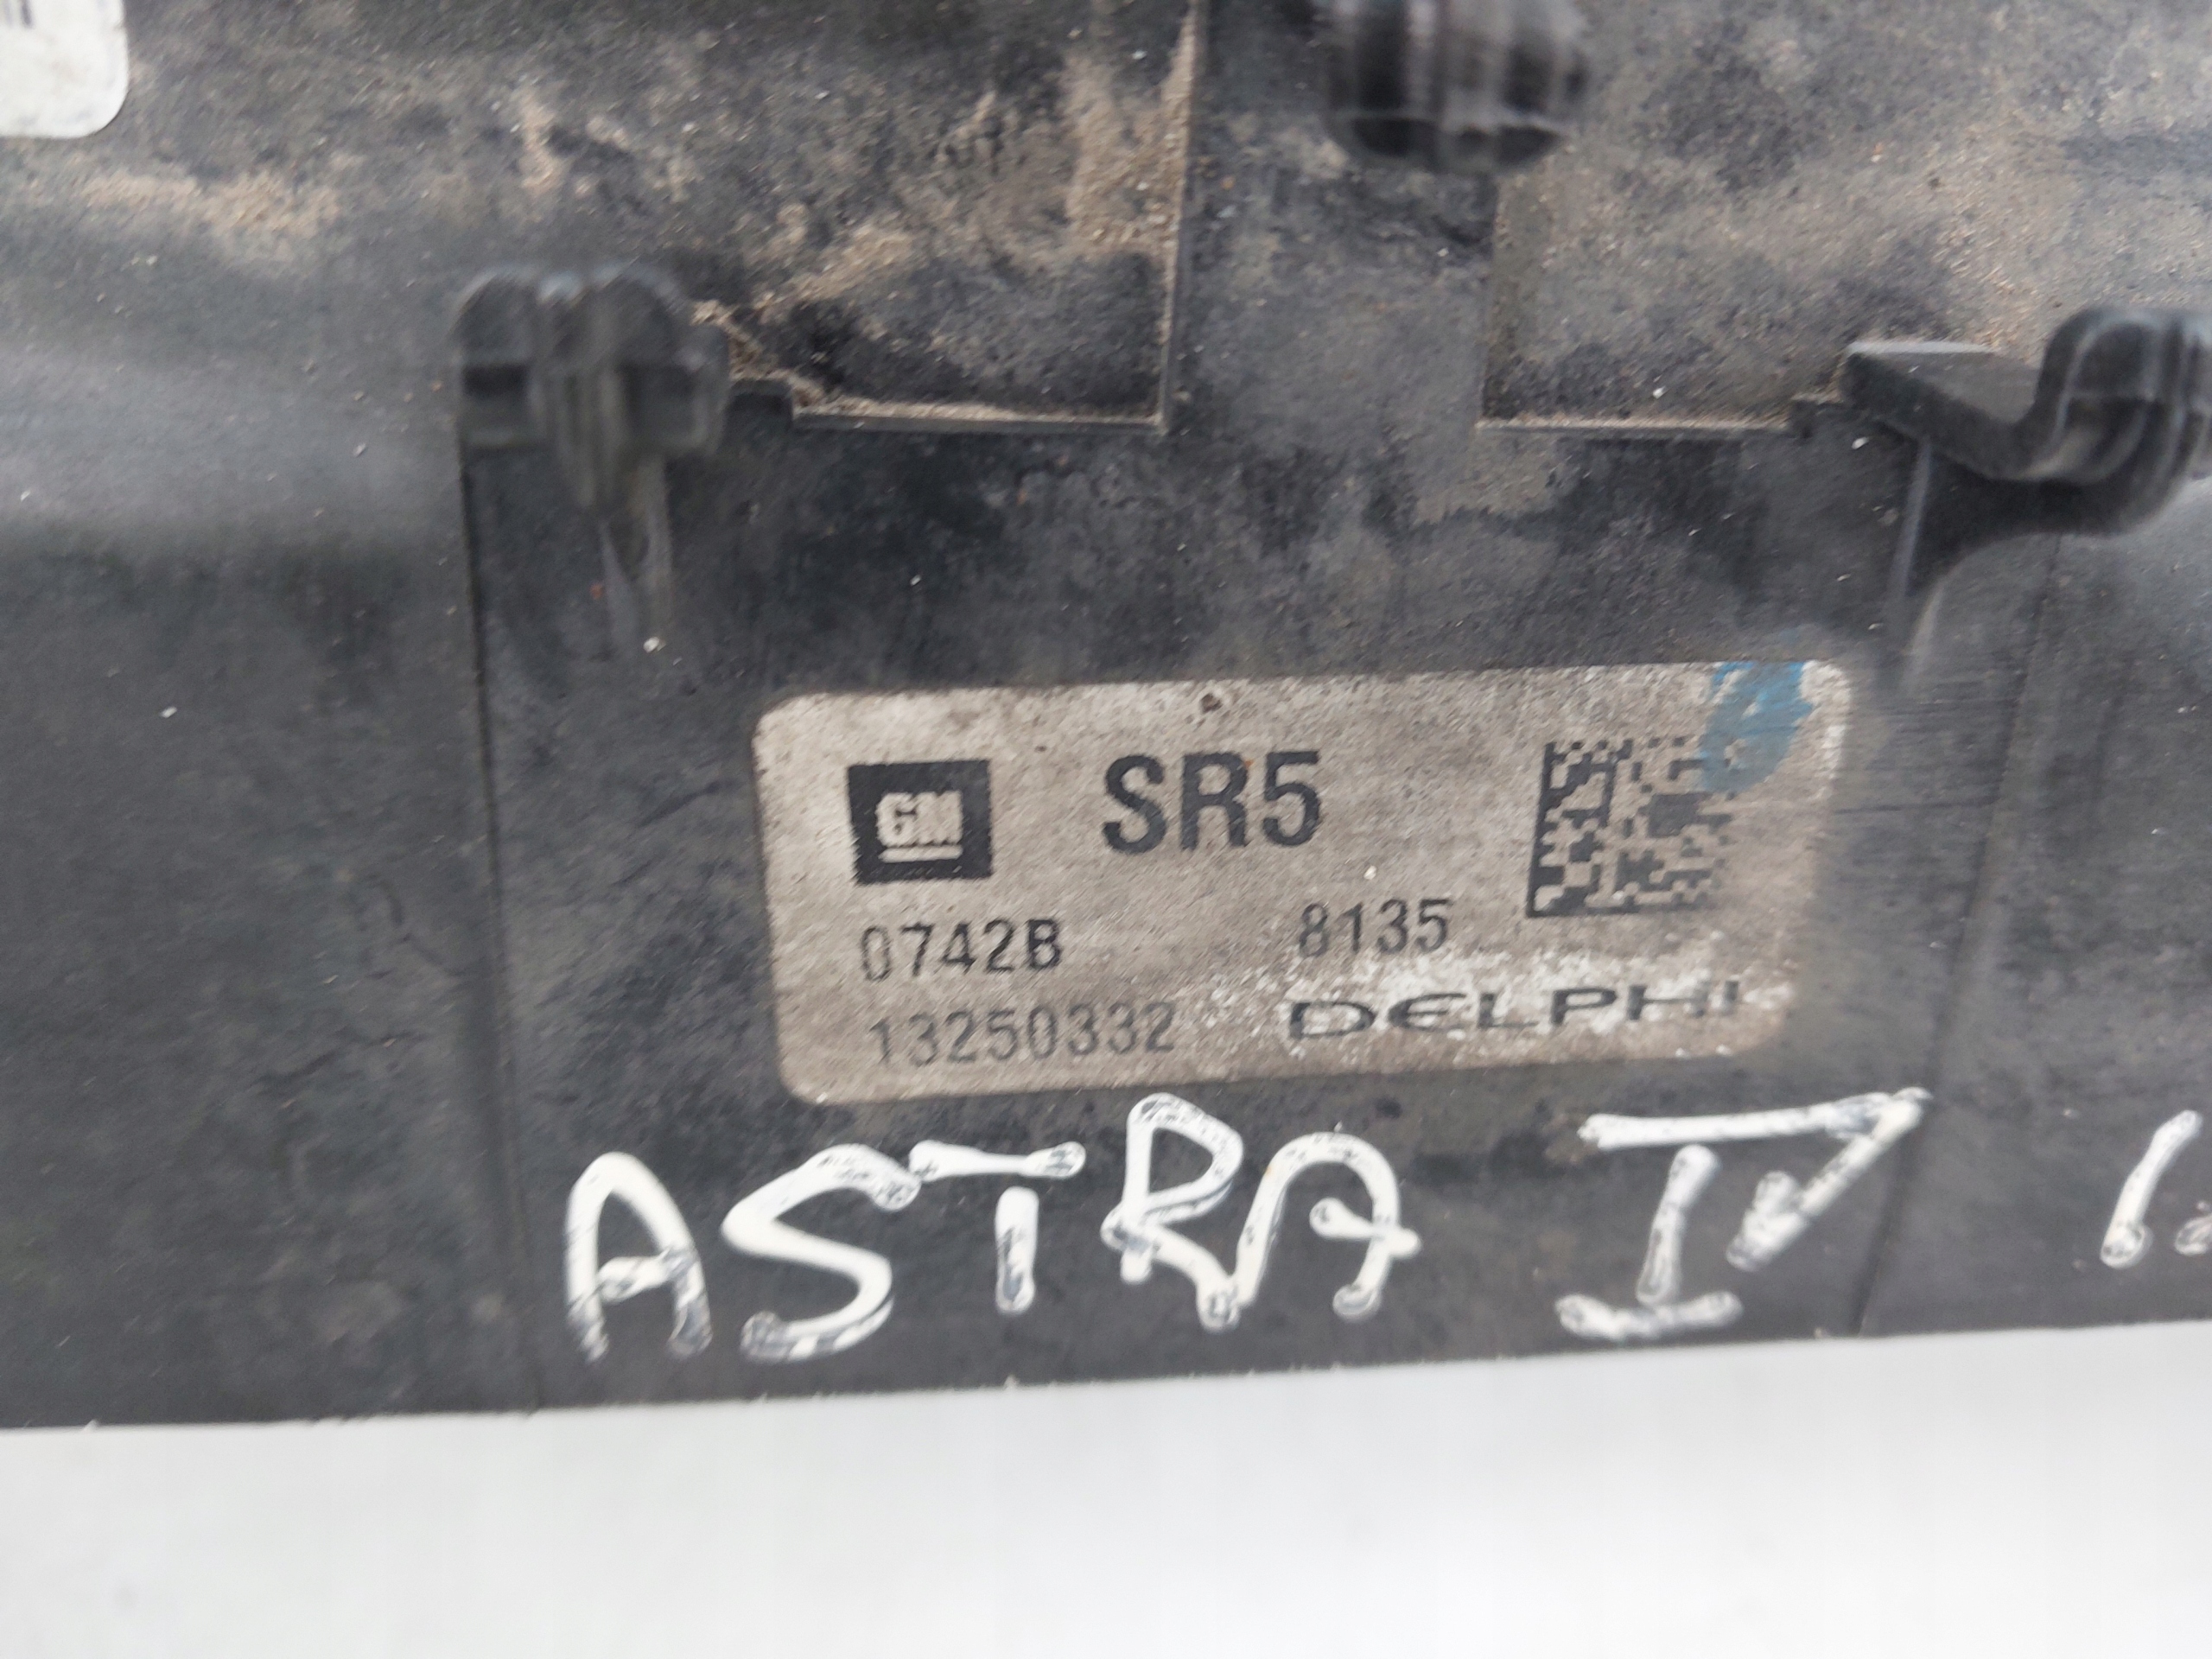 GM SR5
0742B 8135
13250332 DELPHI
ASTRA IV